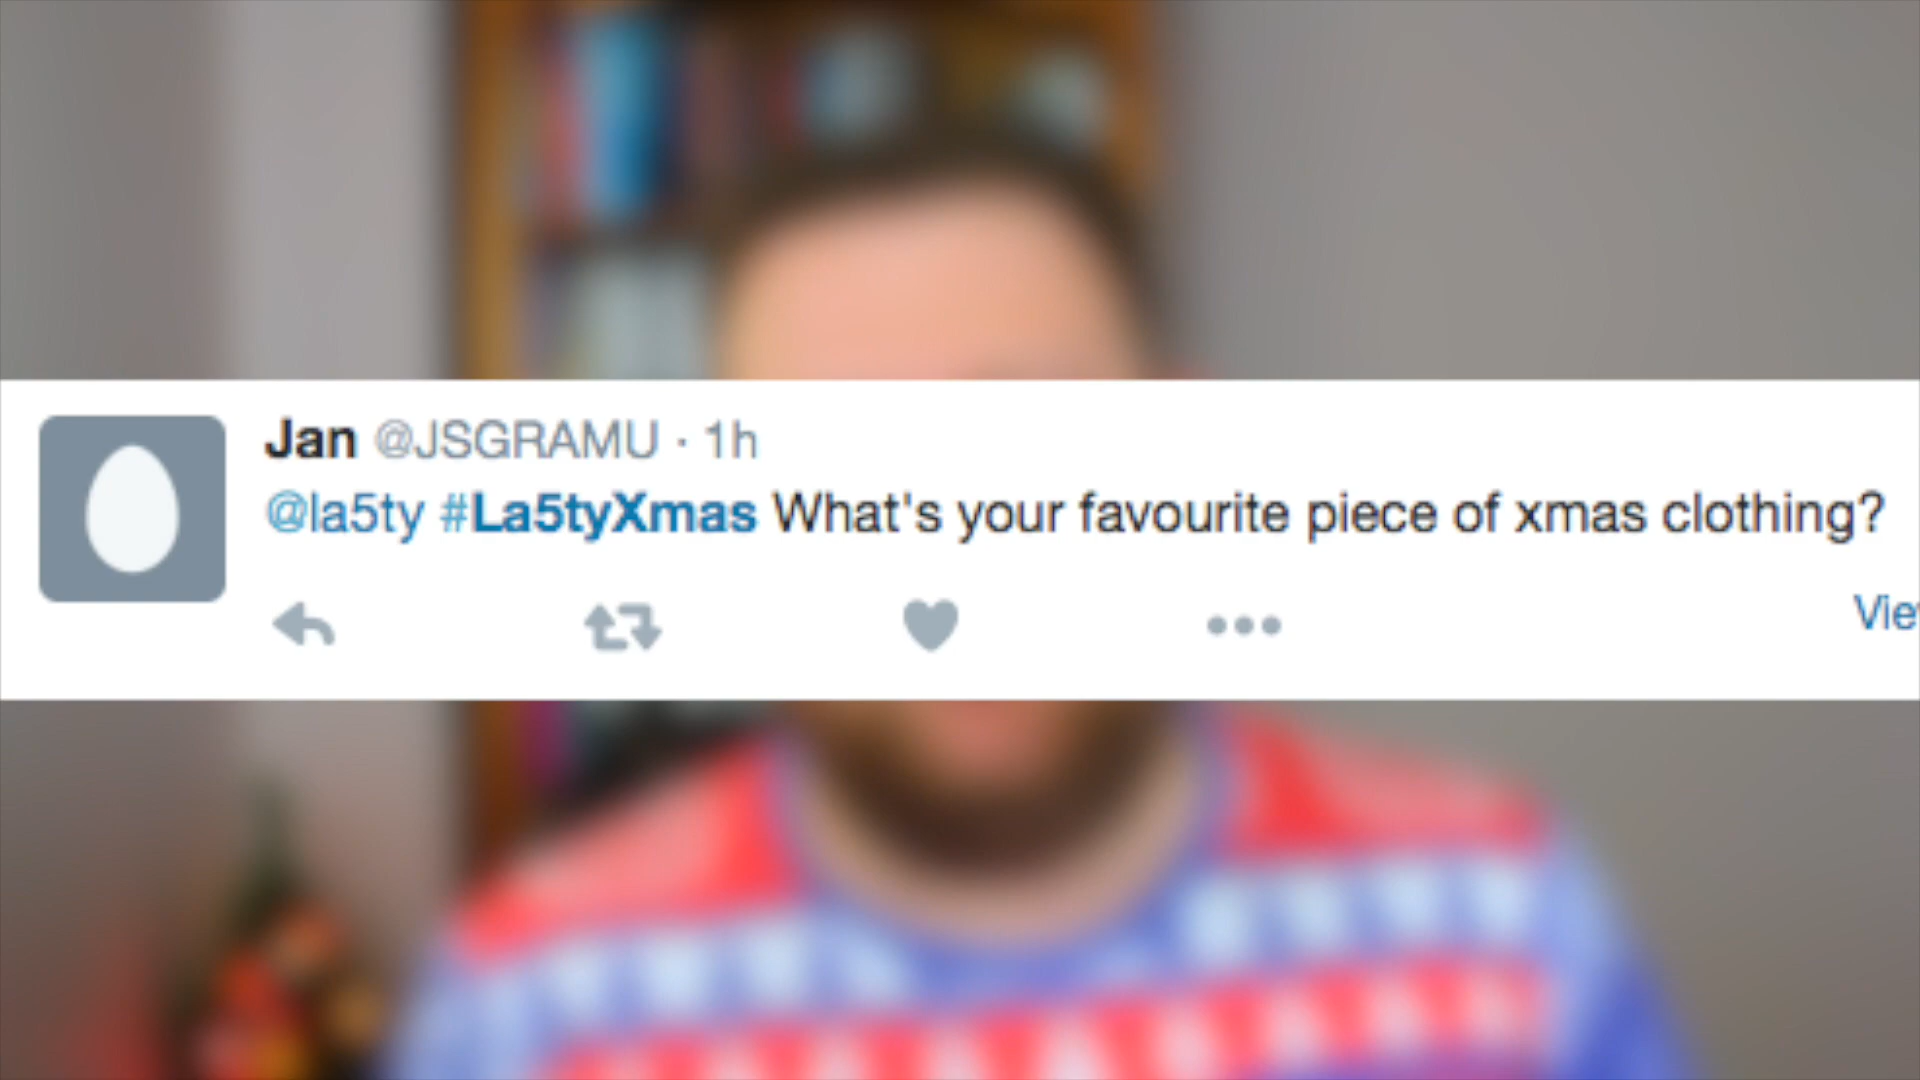 Jan @JSGRAMU · 1h
@la5ty #La5tyXmas What's your favourite piece of xmas clothing?